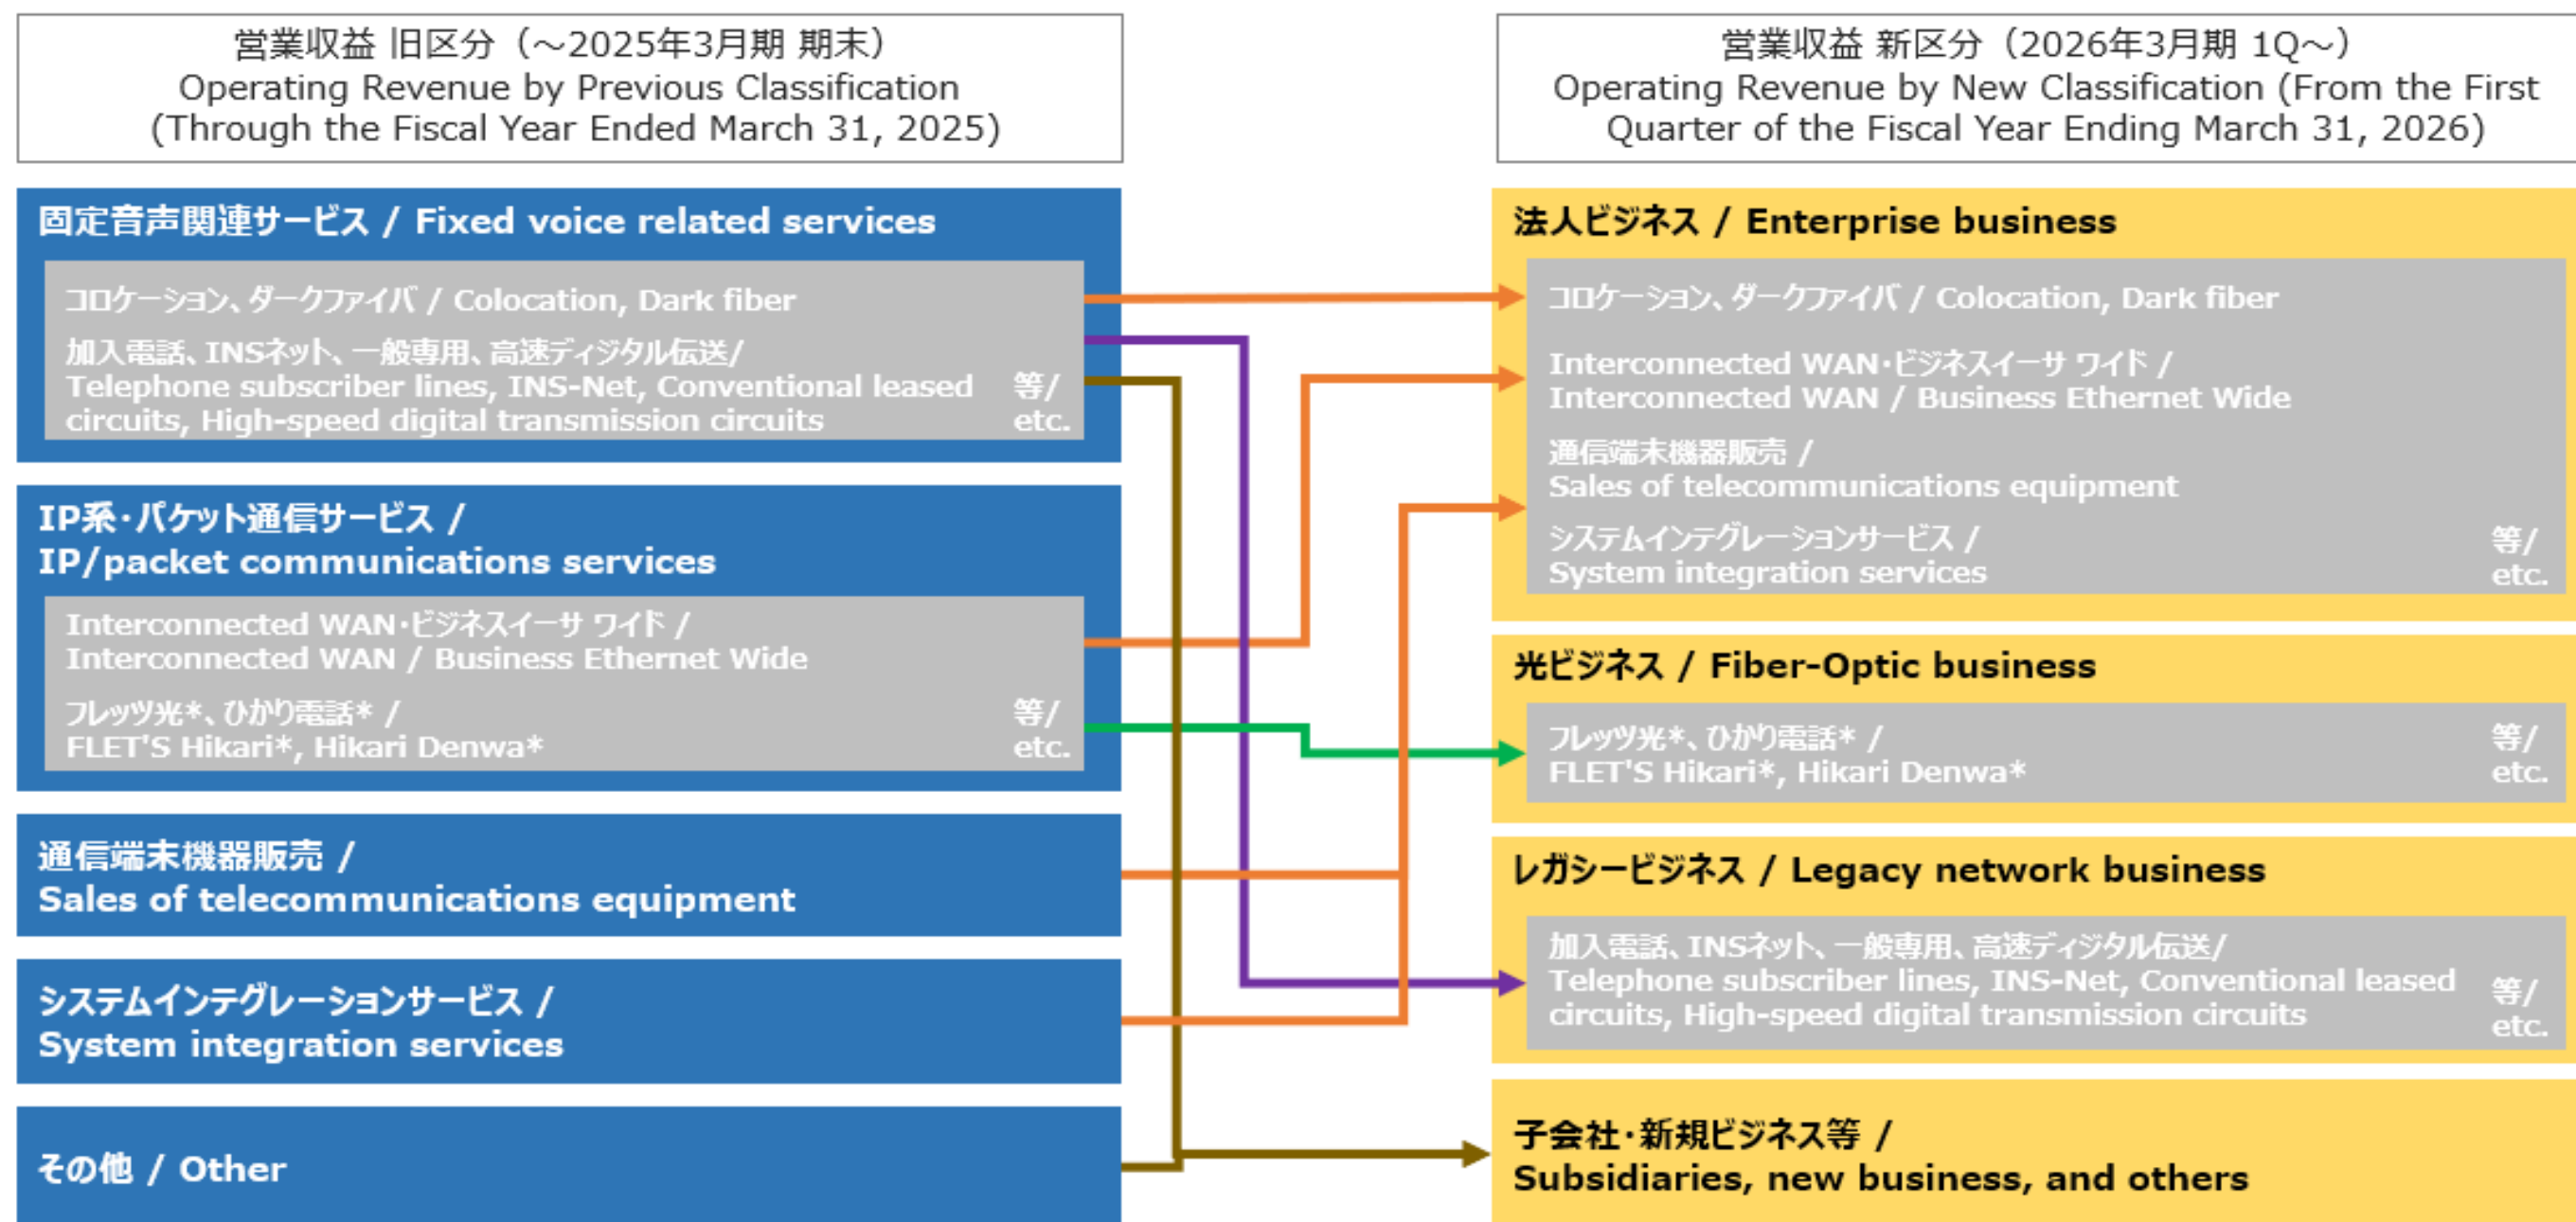 営業収益 旧区分（～2025年3月期 期末）
Operating Revenue by Previous Classification
(Through the Fiscal Year Ended March 31, 2025)
固定音声関連サービス / Fixed voice related services
コロケーション、ダークファイバ / Colocation, Dark fiber
加入電話、INSネット、一般専用、高速ディジタル伝送/
Telephone subscriber lines, INS-Net, Conventional leased
circuits, High-speed digital transmission circuits
等/
etc.
IP系・パケット通信サービス /
IP/packet communications services
Interconnected WAN・ビジネスイーサ ワイド /
Interconnected WAN / Business Ethernet Wide
フレッツ光*、ひかり電話* /
FLET'S Hikari*, Hikari Denwa*
等/
etc.
通信端末機器販売 /
Sales of telecommunications equipment
システムインテグレーションサービス /
System integration services
その他 / Other
営業収益 新区分（2026年3月期 1Q～）
Operating Revenue by New Classification (From the First
Quarter of the Fiscal Year Ending March 31, 2026)
法人ビジネス / Enterprise business
コロケーション、ダークファイバ / Colocation, Dark fiber
Interconnected WAN・ビジネスイーサ ワイド /
Interconnected WAN / Business Ethernet Wide
通信端末機器販売 /
Sales of telecommunications equipment
システムインテグレーションサービス /
System integration services
等/
etc.
光ビジネス / Fiber-Optic business
フレッツ光*、ひかり電話* /
FLET'S Hikari*, Hikari Denwa*
等/
etc.
レガシービジネス / Legacy network business
加入電話、INSネット、一般専用、高速ディジタル伝送/
Telephone subscriber lines, INS-Net, Conventional leased
circuits, High-speed digital transmission circuits
等/
etc.
子会社・新規ビジネス等 /
Subsidiaries, new business, and others